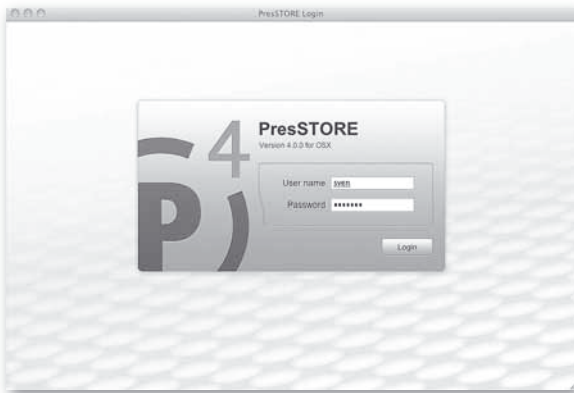 PresSTORE Login
4
P
PresSTORE
Version 4.0.0 for OSX
User name sven
Password •••••••
Login